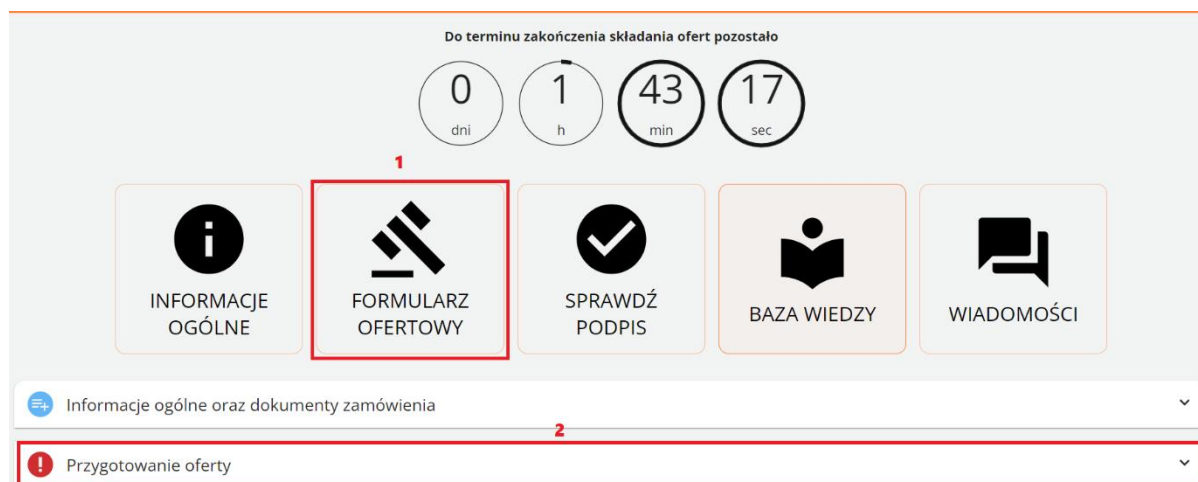 Do terminu zakończenia składania ofert pozostało
0 1 43 17
dni h min sec
1
INFORMACJE OGÓLNE
FORMULARZ OFERTOWY
SPRAWDŹ PODPIS
BAZA WIEDZY
WIADOMOŚCI
Informacje ogólne oraz dokumenty zamówienia
2
Przygotowanie oferty